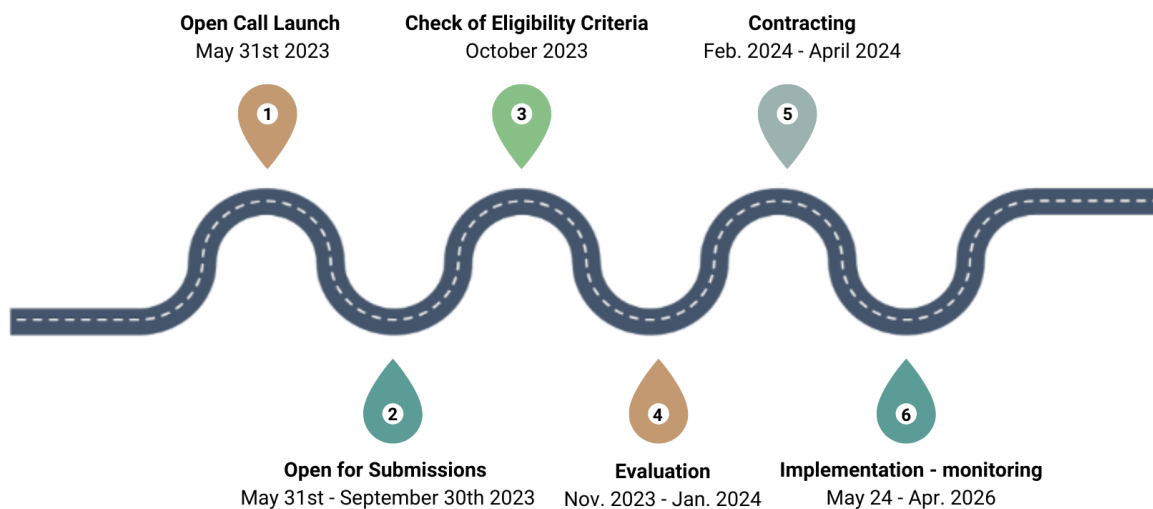 Open Call Launch
May 31st 2023
1
2
Open for Submissions
May 31st - September 30th 2023
Check of Eligibility Criteria
October 2023
3
4
Evaluation
Nov. 2023 - Jan. 2024
Contracting
Feb. 2024 - April 2024
5
6
Implementation - monitoring
May 24 - Apr. 2026